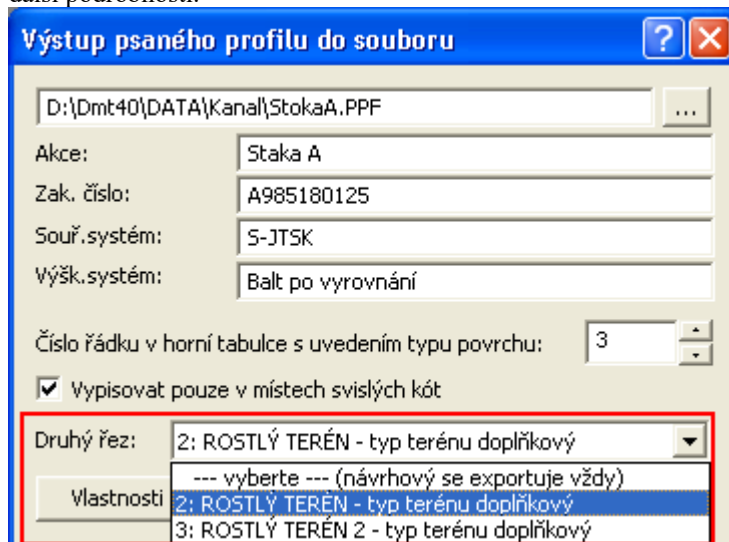 další podrobnosti.
Výstup psaného profilu do souboru
D:\Dmt40\DATA\Kanal\StokaA.PPF ...
Akce: Staka A
Zak. číslo: A985180125
Souř.systém: S-JTSK
Výšk.systém: Balt po vyrovnání
Číslo řádku v horní tabulce s uvedením typu povrchu: 3
Vypisovat pouze v místech svislých kót
Druhý řez: 2: ROSTLÝ TERÉN - typ terénu doplňkový
--- vyberte --- (návrhový se exportuje vždy)
Vlastnosti 2: ROSTLÝ TERÉN - typ terénu doplňkový
3: ROSTLÝ TERÉN 2 - typ terénu doplňkový